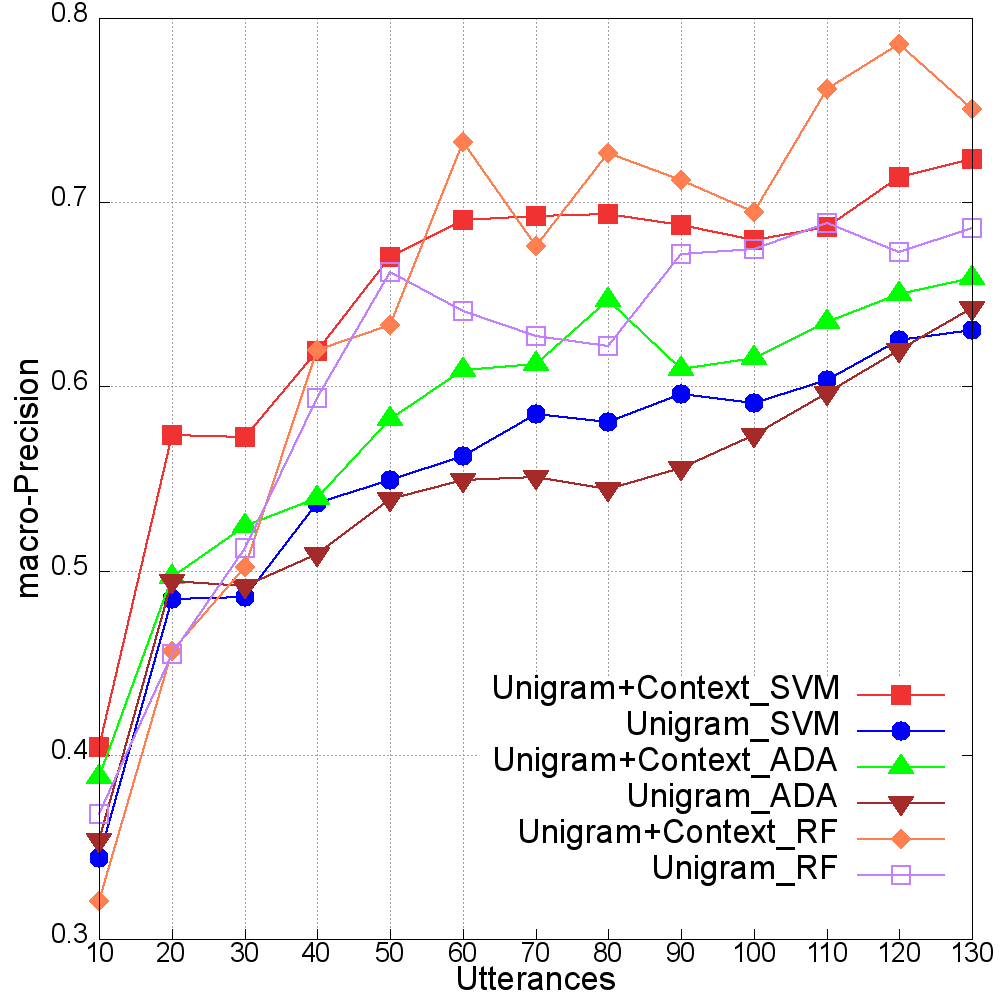 macro-Precision
0.8
0.7
0.6
0.5
0.4
0.3
Unigram+Context_SVM
Unigram_SVM
Unigram+Context_ADA
Unigram_ADA
Unigram+Context_RF
Unigram_RF
10 20 30 40 50 60 70 80 90 100 110 120 130
Utterances